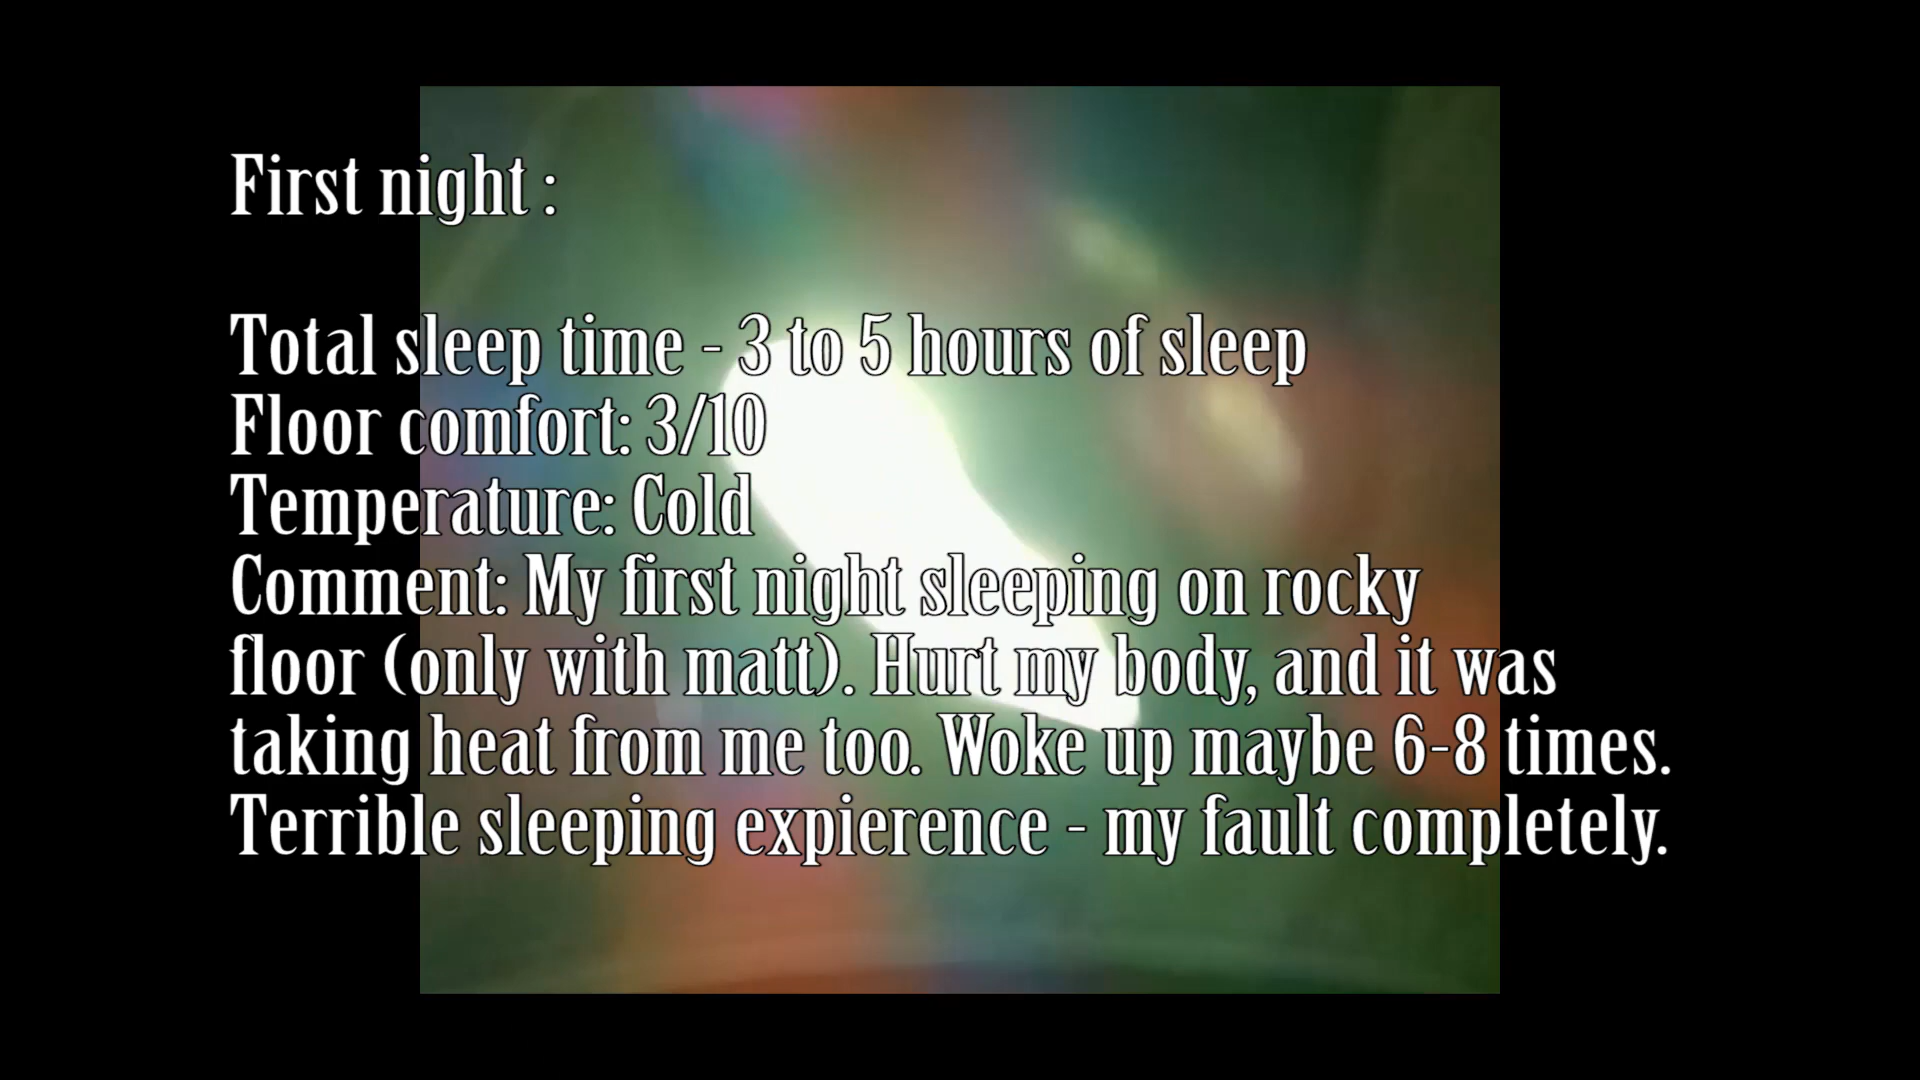 First night :
Total sleep time - 3 to 5 hours of sleep
Floor comfort: 3/10
Temperature: Cold
Comment: My first night sleeping on rocky
floor (only with matt). Hurt my body, and it was
taking heat from me too. Woke up maybe 6-8 times.
Terrible sleeping expierence - my fault completely.